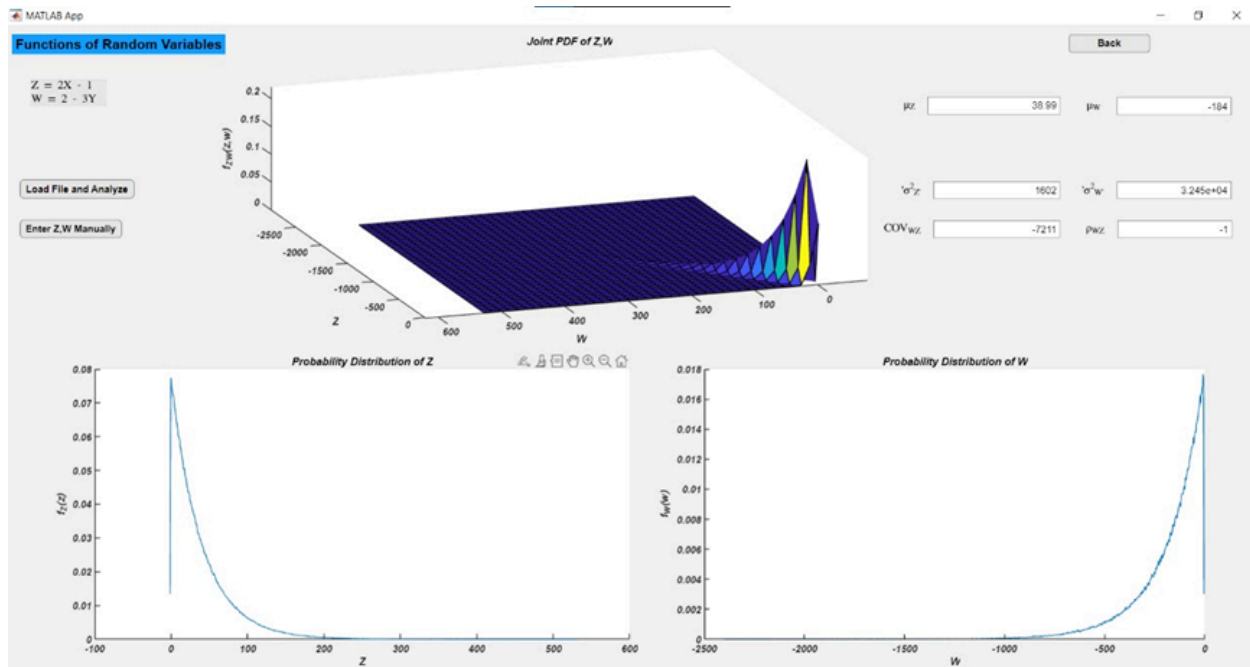 MATLAB App
Functions of Random Variables
Joint PDF of Z,W
Back
Z = 2X - 1
W = 2 - 3Y
Load File and Analyze
Enter Z,W Manually
f_ZW(z,w)
0.2
0.15
0.1
0.05
0
-2500
-2000
-1500
-1000
-500
0
Z
600
500
400
300
200
100
0
W
μZ 38.99 μW -184
'σ²Z' 1602 'σ²W' 3.245e+04
COVWZ -7211 ρWZ -1
Probability Distribution of Z
f_Z(z)
0.08
0.07
0.06
0.05
0.04
0.03
0.02
0.01
0
-100 0 100 200 300 400 500 600
Z
Probability Distribution of W
f_W(w)
0.018
0.016
0.014
0.012
0.01
0.008
0.006
0.004
0.002
0
-2500 -2000 -1500 -1000 -500 0
W